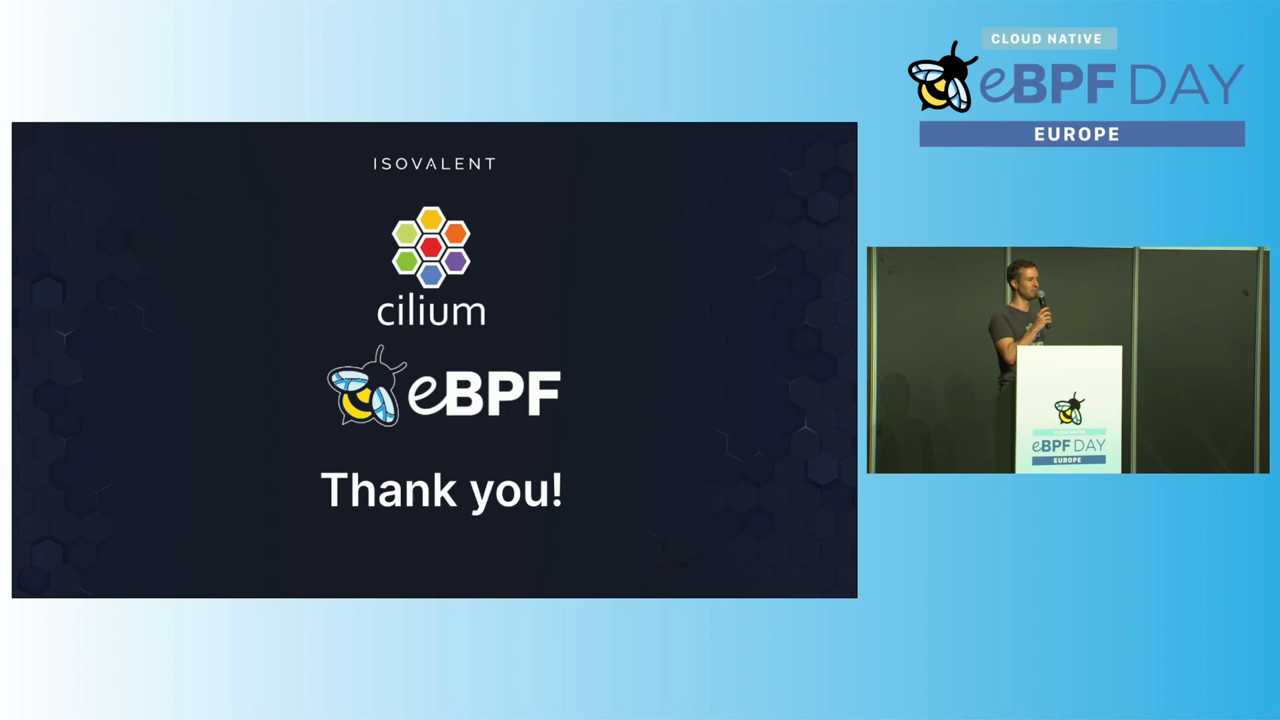 CLOUD NATIVE
eBPF DAY
EUROPE
ISOVALENT
cilium
eBPF
Thank you!
eBPF DAY
EUROPE